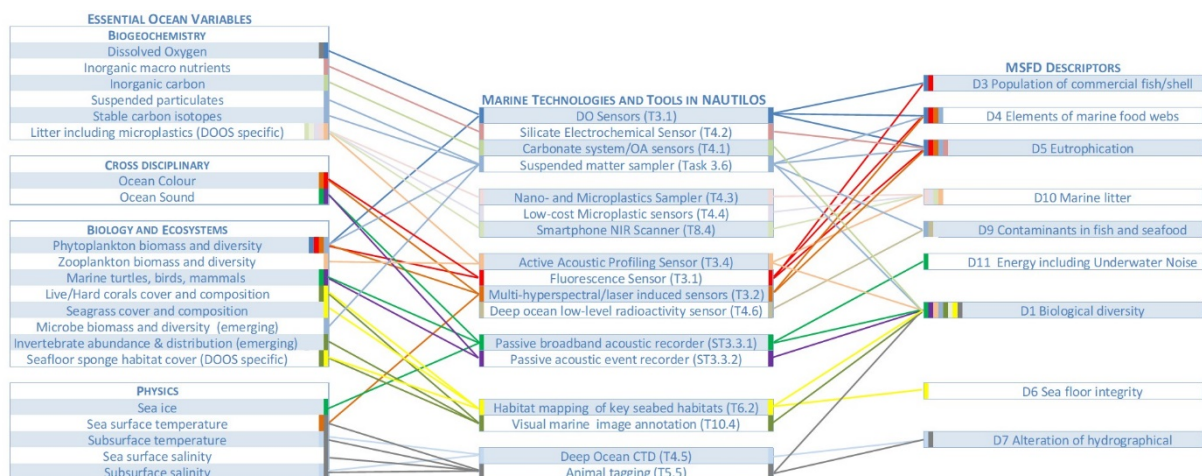 ESSENTIAL OCEAN VARIABLES
BIOGEOCHEMISTRY
Dissolved Oxygen
Inorganic macro nutrients
Inorganic carbon
Suspended particulates
Stable carbon isotopes
Litter including microplastics (DOOS specific)
CROSS DISCIPLINARY
Ocean Colour
Ocean Sound
BIOLOGY AND ECOSYSTEMS
Phytoplankton biomass and diversity
Zooplankton biomass and diversity
Marine turtles, birds, mammals
Live/Hard corals cover and composition
Seagrass cover and composition
Microbe biomass and diversity (emerging)
Invertebrate abundance & distribution (emerging)
Seafloor sponge habitat cover (DOOS specific)
PHYSICS
Sea ice
Sea surface temperature
Subsurface temperature
Sea surface salinity
Subsurface salinity
MARINE TECHNOLOGIES AND TOOLS IN NAUTILOS
DO Sensors (T3.1)
Silicate Electrochemical Sensor (T4.2)
Carbonate system/OA sensors (T4.1)
Suspended matter sampler (Task 3.6)
Nano- and Microplastics Sampler (T4.3)
Low-cost Microplastic sensors (T4.4)
Smartphone NIR Scanner (T8.4)
Active Acoustic Profiling Sensor (T3.4)
Fluorescence Sensor (T3.1)
Multi-hyperspectral/laser induced sensors (T3.2)
Deep ocean low-level radioactivity sensor (T4.6)
Passive broadband acoustic recorder (ST3.3.1)
Passive acoustic event recorder (ST3.3.2)
Habitat mapping of key seabed habitats (T6.2)
Visual marine image annotation (T10.4)
Deep Ocean CTD (T4.5)
Animal tagging (T5.5)
MSFD DESCRIPTORS
D3 Population of commercial fish/shell
D4 Elements of marine food webs
D5 Eutrophication
D10 Marine litter
D9 Contaminants in fish and seafood
D11 Energy including Underwater Noise
D1 Biological diversity
D6 Sea floor integrity
D7 Alteration of hydrographical